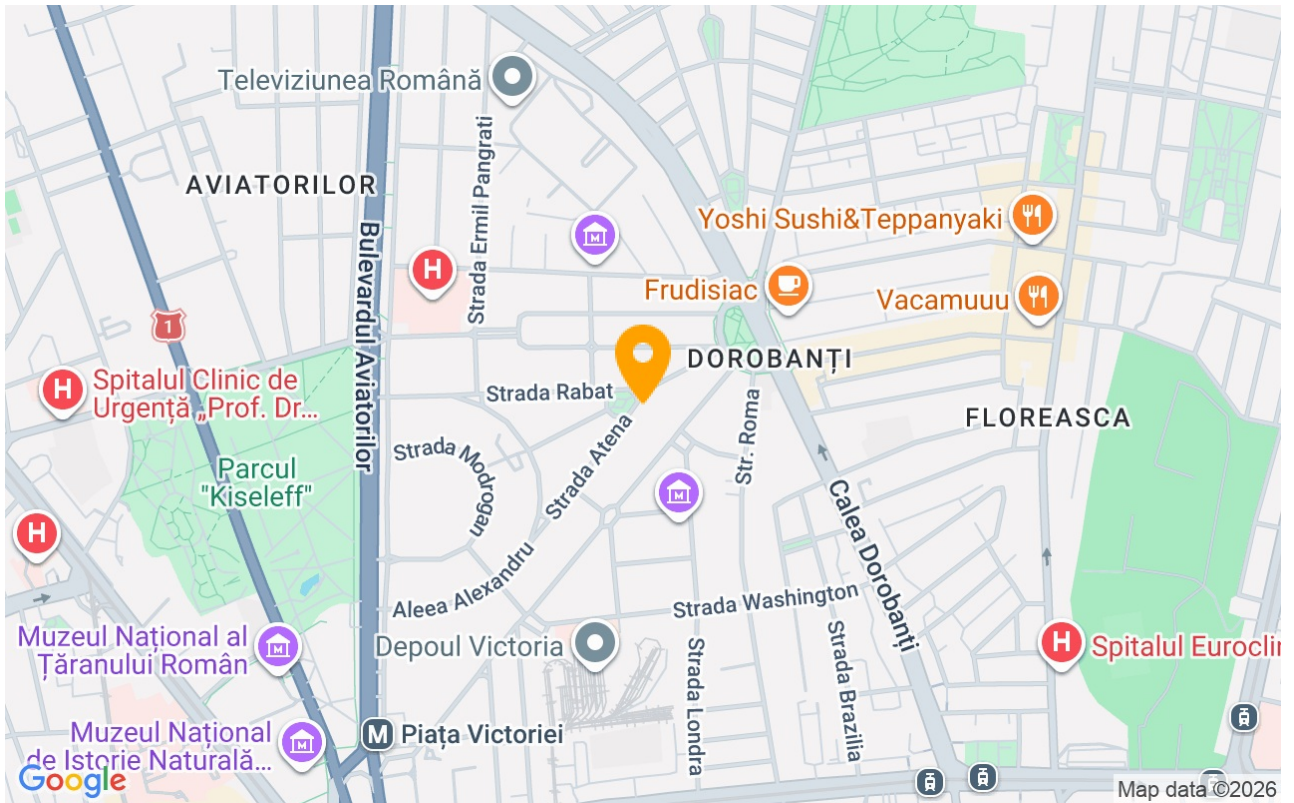 Televiziunea Română
AVIATORILOR
Strada Ermil Pangrati
Bulevardul Aviatorilor
Yoshi Sushi&Teppanyaki
H
Frudisiac
Vacamuuu
1
DOROBANȚI
H
Spitalul Clinic de
Urgență „Prof. Dr...
Strada Rabat
FLOREASCA
Strada Atena
Str. Roma
Strada Modrogan
Parcul
"Kiseleff"
M
H
Calea Dorobanți
Aleea Alexandru
Strada Washington
Muzeul Național al
Țăranului Român
Depoul Victoria
Strada Londra
Strada Brazilia
H
Spitalul Euroclin
Muzeul Național
de Istorie Naturală...
M
Piața Victoriei
Google
Map data ©2026